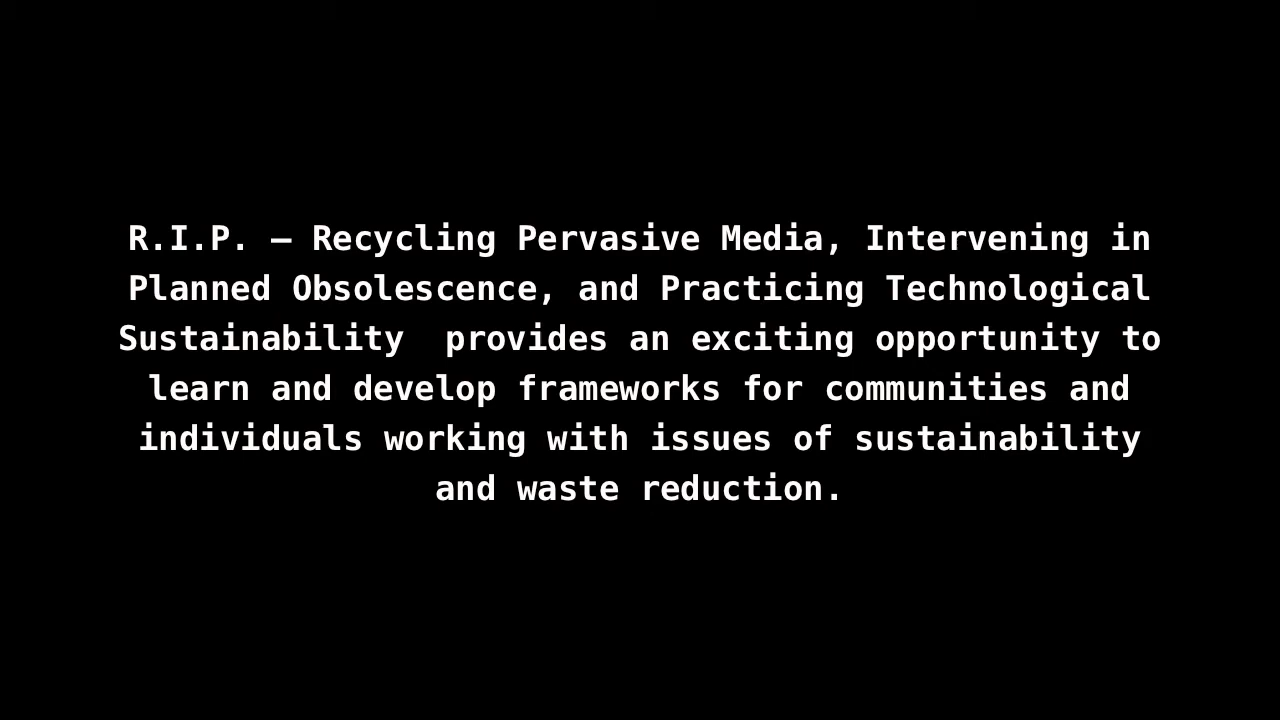 R.I.P. – Recycling Pervasive Media, Intervening in
Planned Obsolescence, and Practicing Technological
Sustainability  provides an exciting opportunity to
learn and develop frameworks for communities and
individuals working with issues of sustainability
and waste reduction.